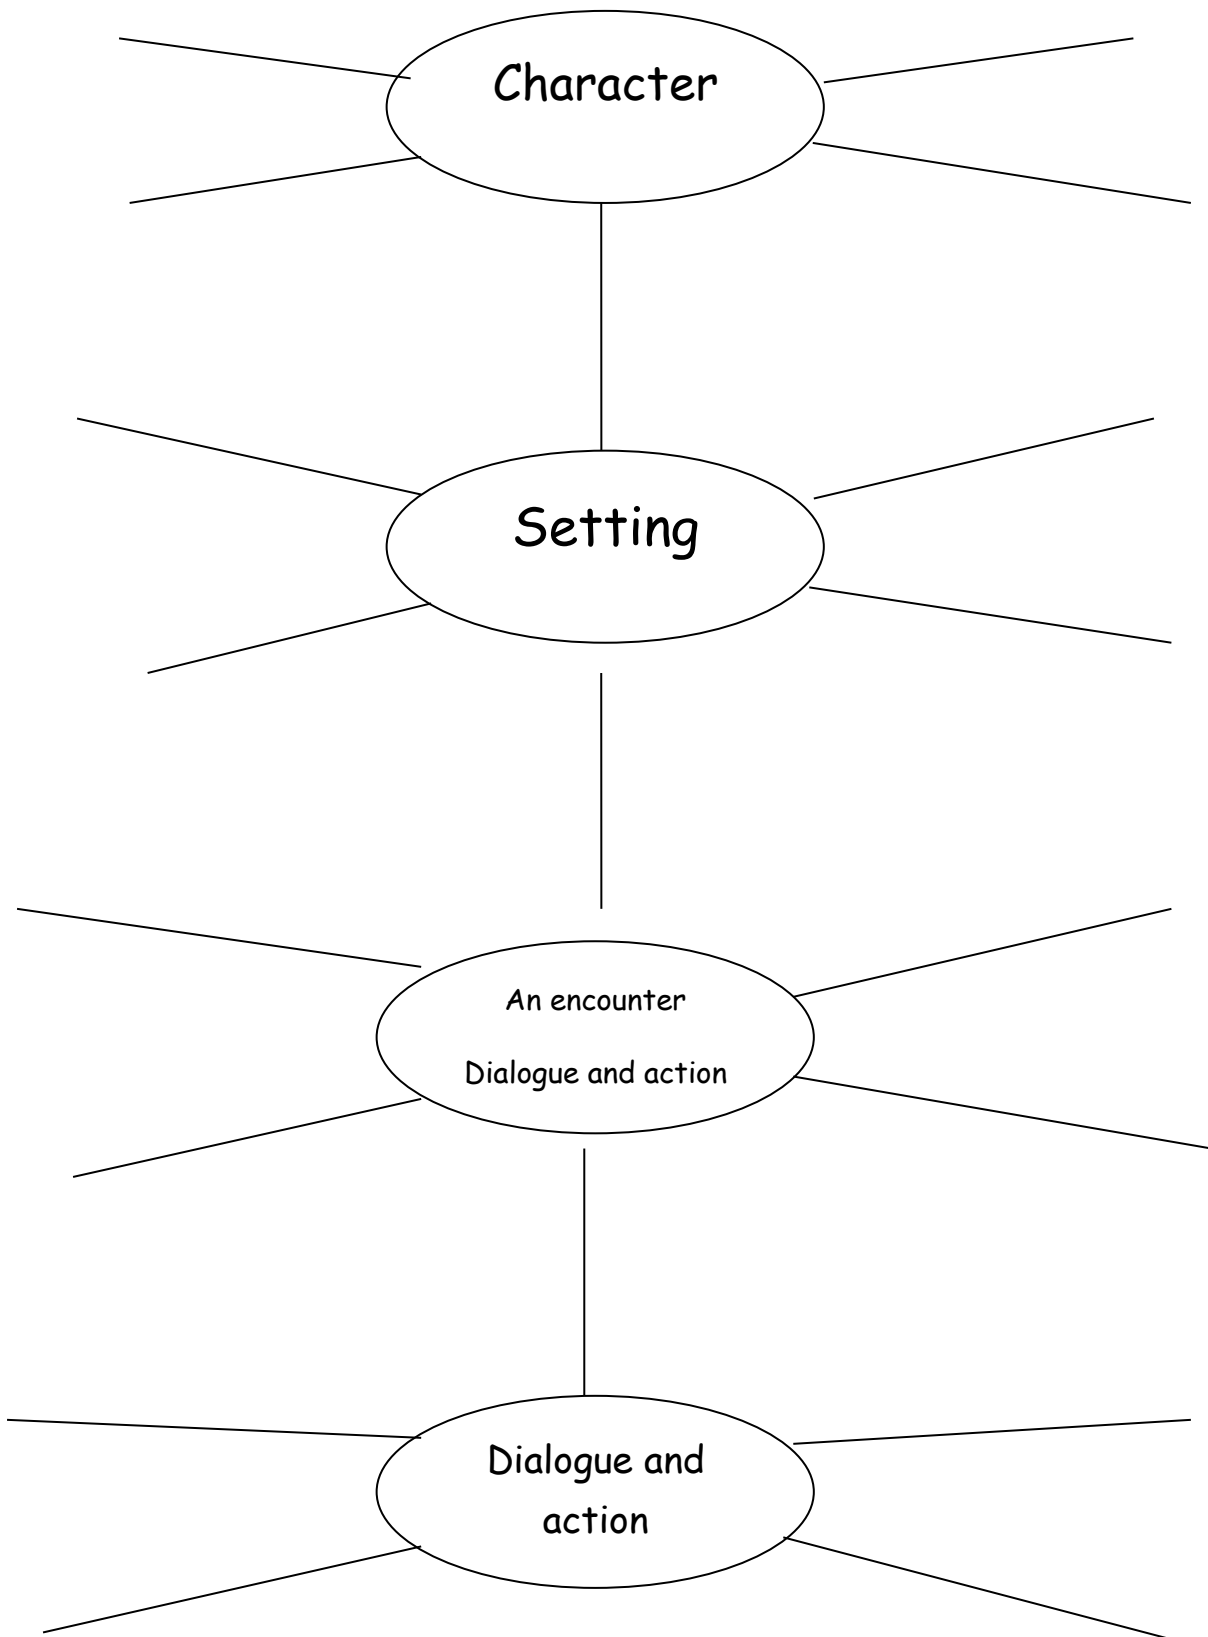 Character
Setting
An encounter
Dialogue and action
Dialogue and
action